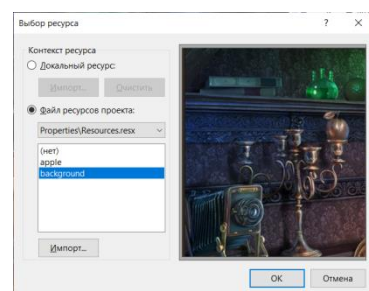 Выбор ресурса
?
×
Контекст ресурса
Локальный ресурс:
Импорт...
Очистить
Файл ресурсов проекта:
Properties\Resources.resx
(нет)
apple
background
Импорт...
OK
Отмена